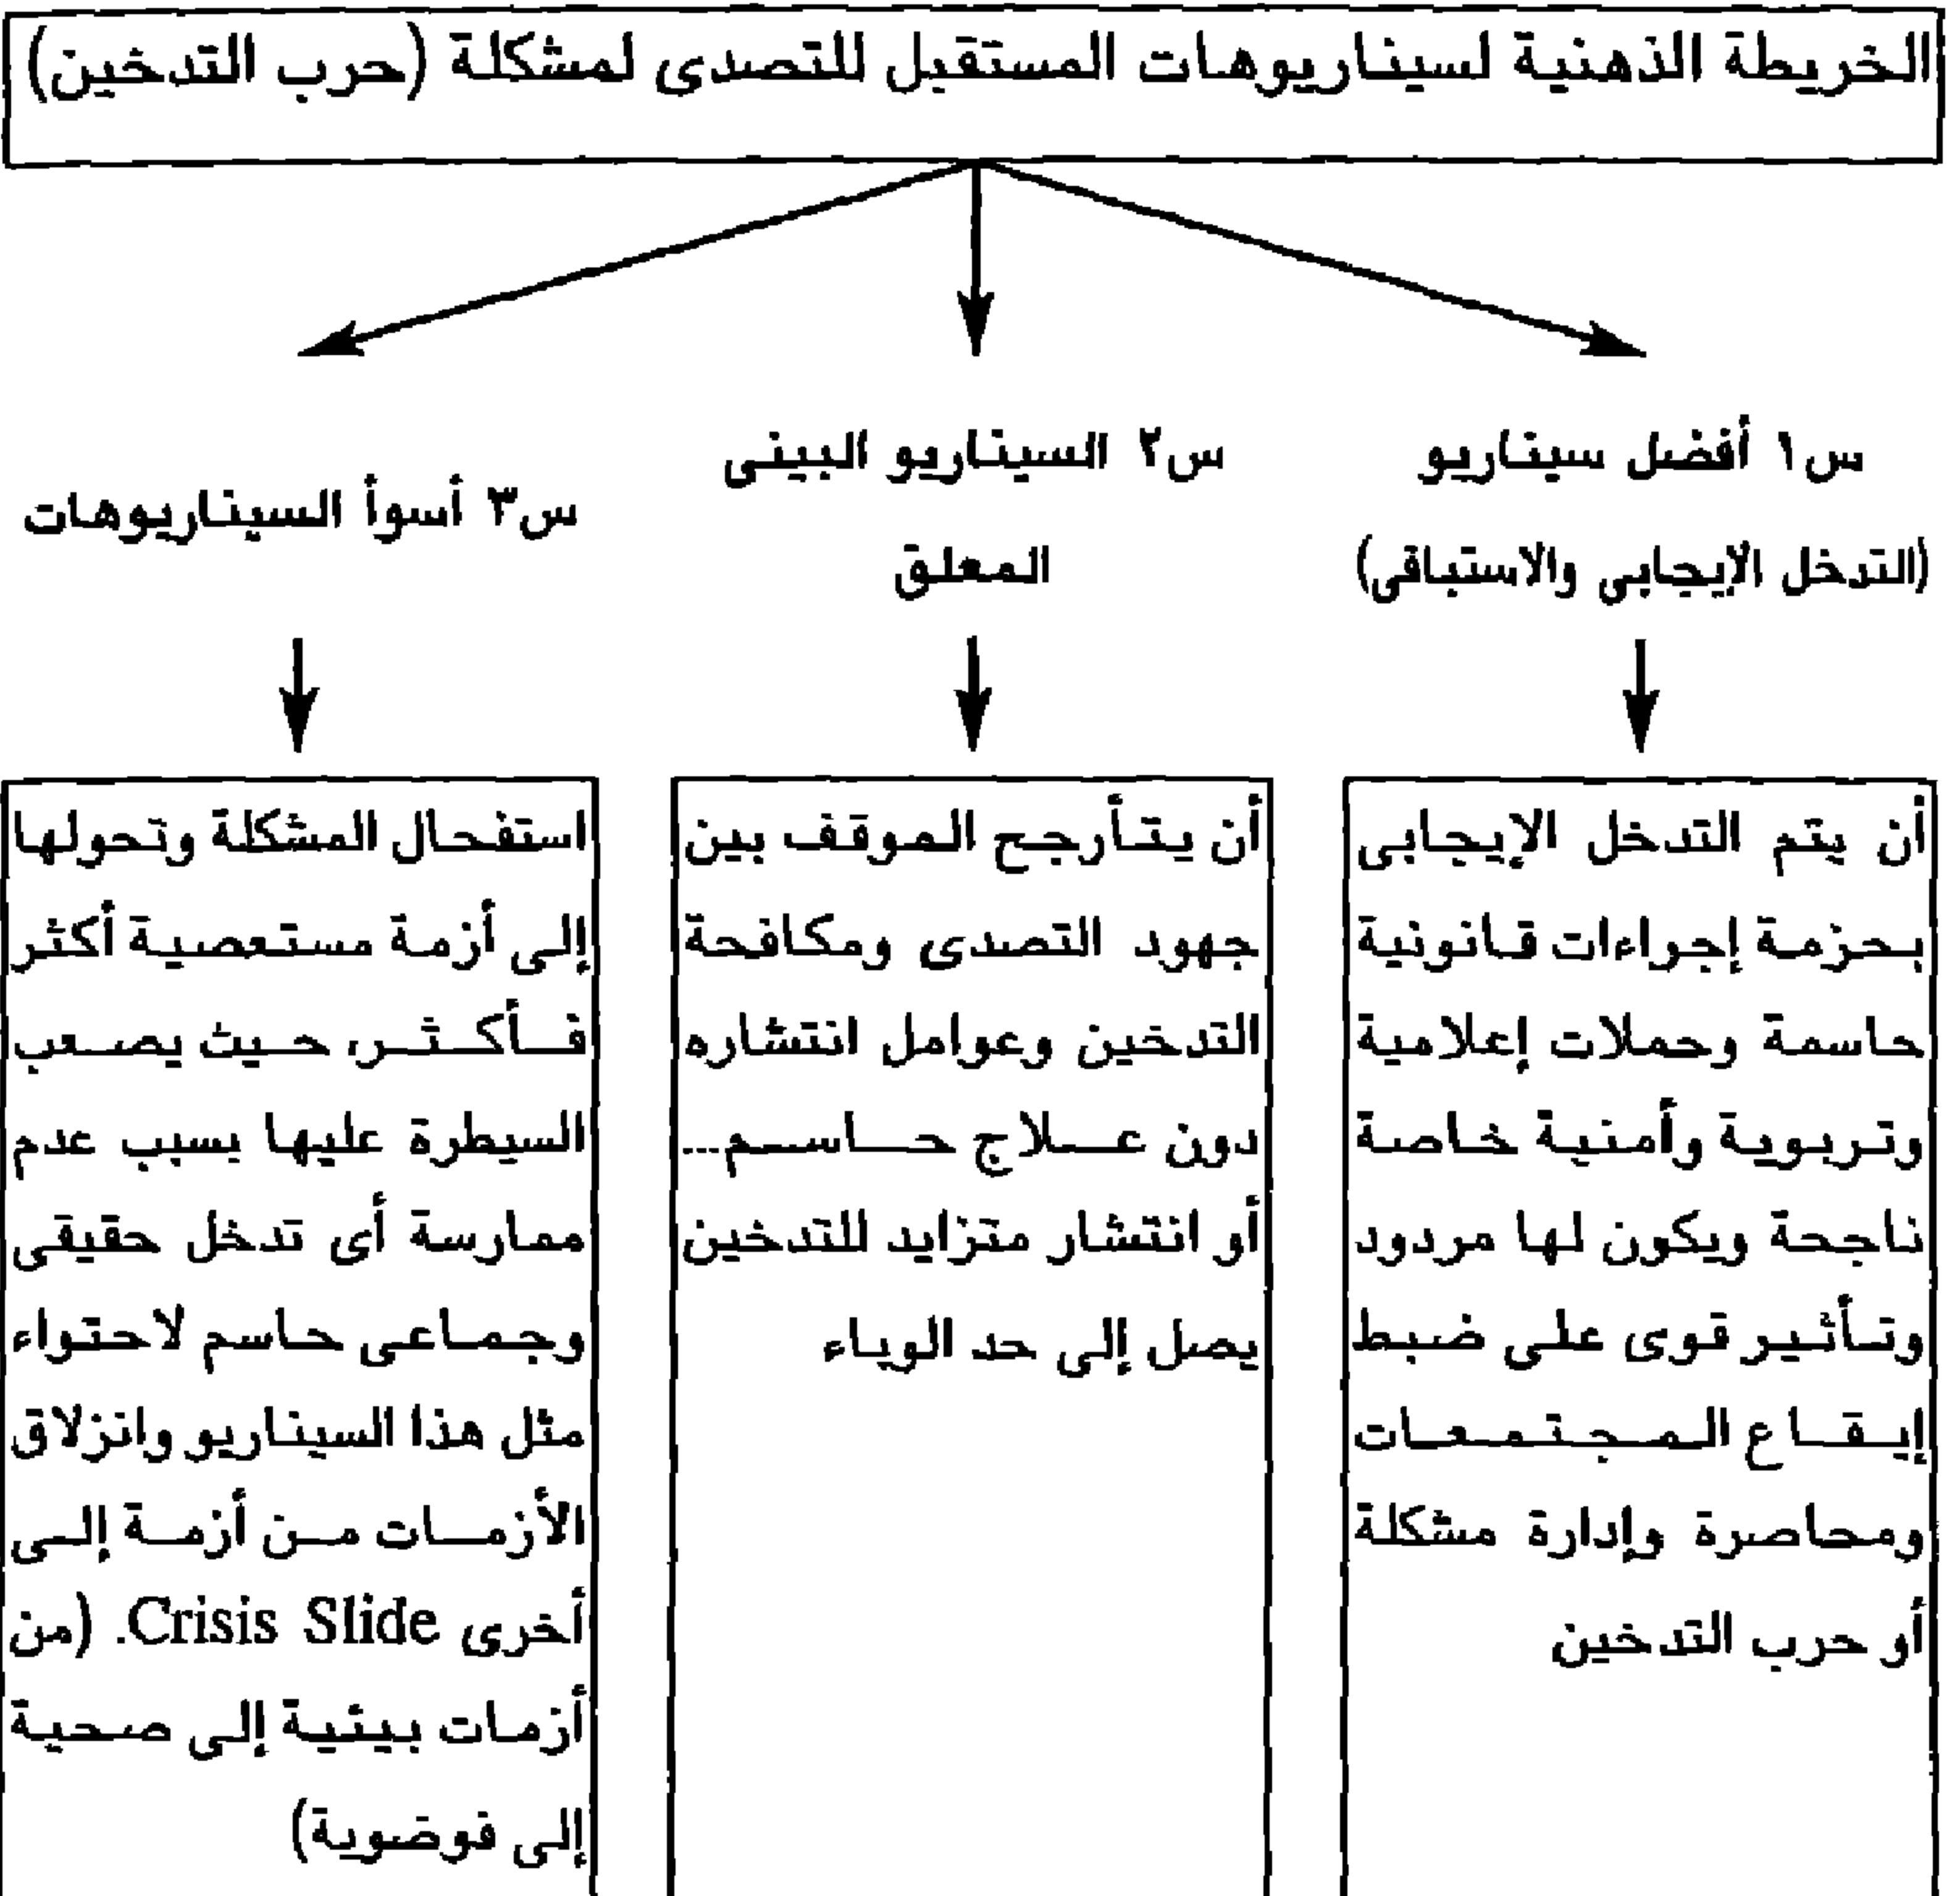 الخريطة الذهنية لسيناريوهات المستقبل للتصدى لمشكلة (حرب التدخين)
س١ أفضل سيناريو
(التدخل الإيجابى والاستباقى)
أن يتم التدخل الإيجابى
بحزمة إجراءات قانونية
حاسمة وحملات إعلامية
وتربوية وأمنية خاصة
ناجحة ويكون لها مردود
وتأثير قوى على ضبط
إيقاع المجتمعات
ومحاصرة وإدارة مشكلة
أو حرب التدخين
س٢ السيناريو البينى
المعلق
أن يتأرجح الموقف بين
جهود التصدى ومكافحة
التدخين وعوامل انتشاره
دون علاج حاسم...
أو انتشار متزايد للتدخين
يصل إلى حد الوباء
س٣ أسوأ السيناريوهات
استفحال المشكلة وتحولها
إلى أزمة مستعصية أكثر
فأكثر حيث يصعب
السيطرة عليها بسبب عدم
ممارسة أى تدخل حقيقى
وجماعى حاسم لاحتواء
مثل هذا السيناريو وانزلاق
الأزمات من أزمة إلى
أخرى Crisis Slide. (من
أزمات بيئية إلى صحية
إلى فوضوية)